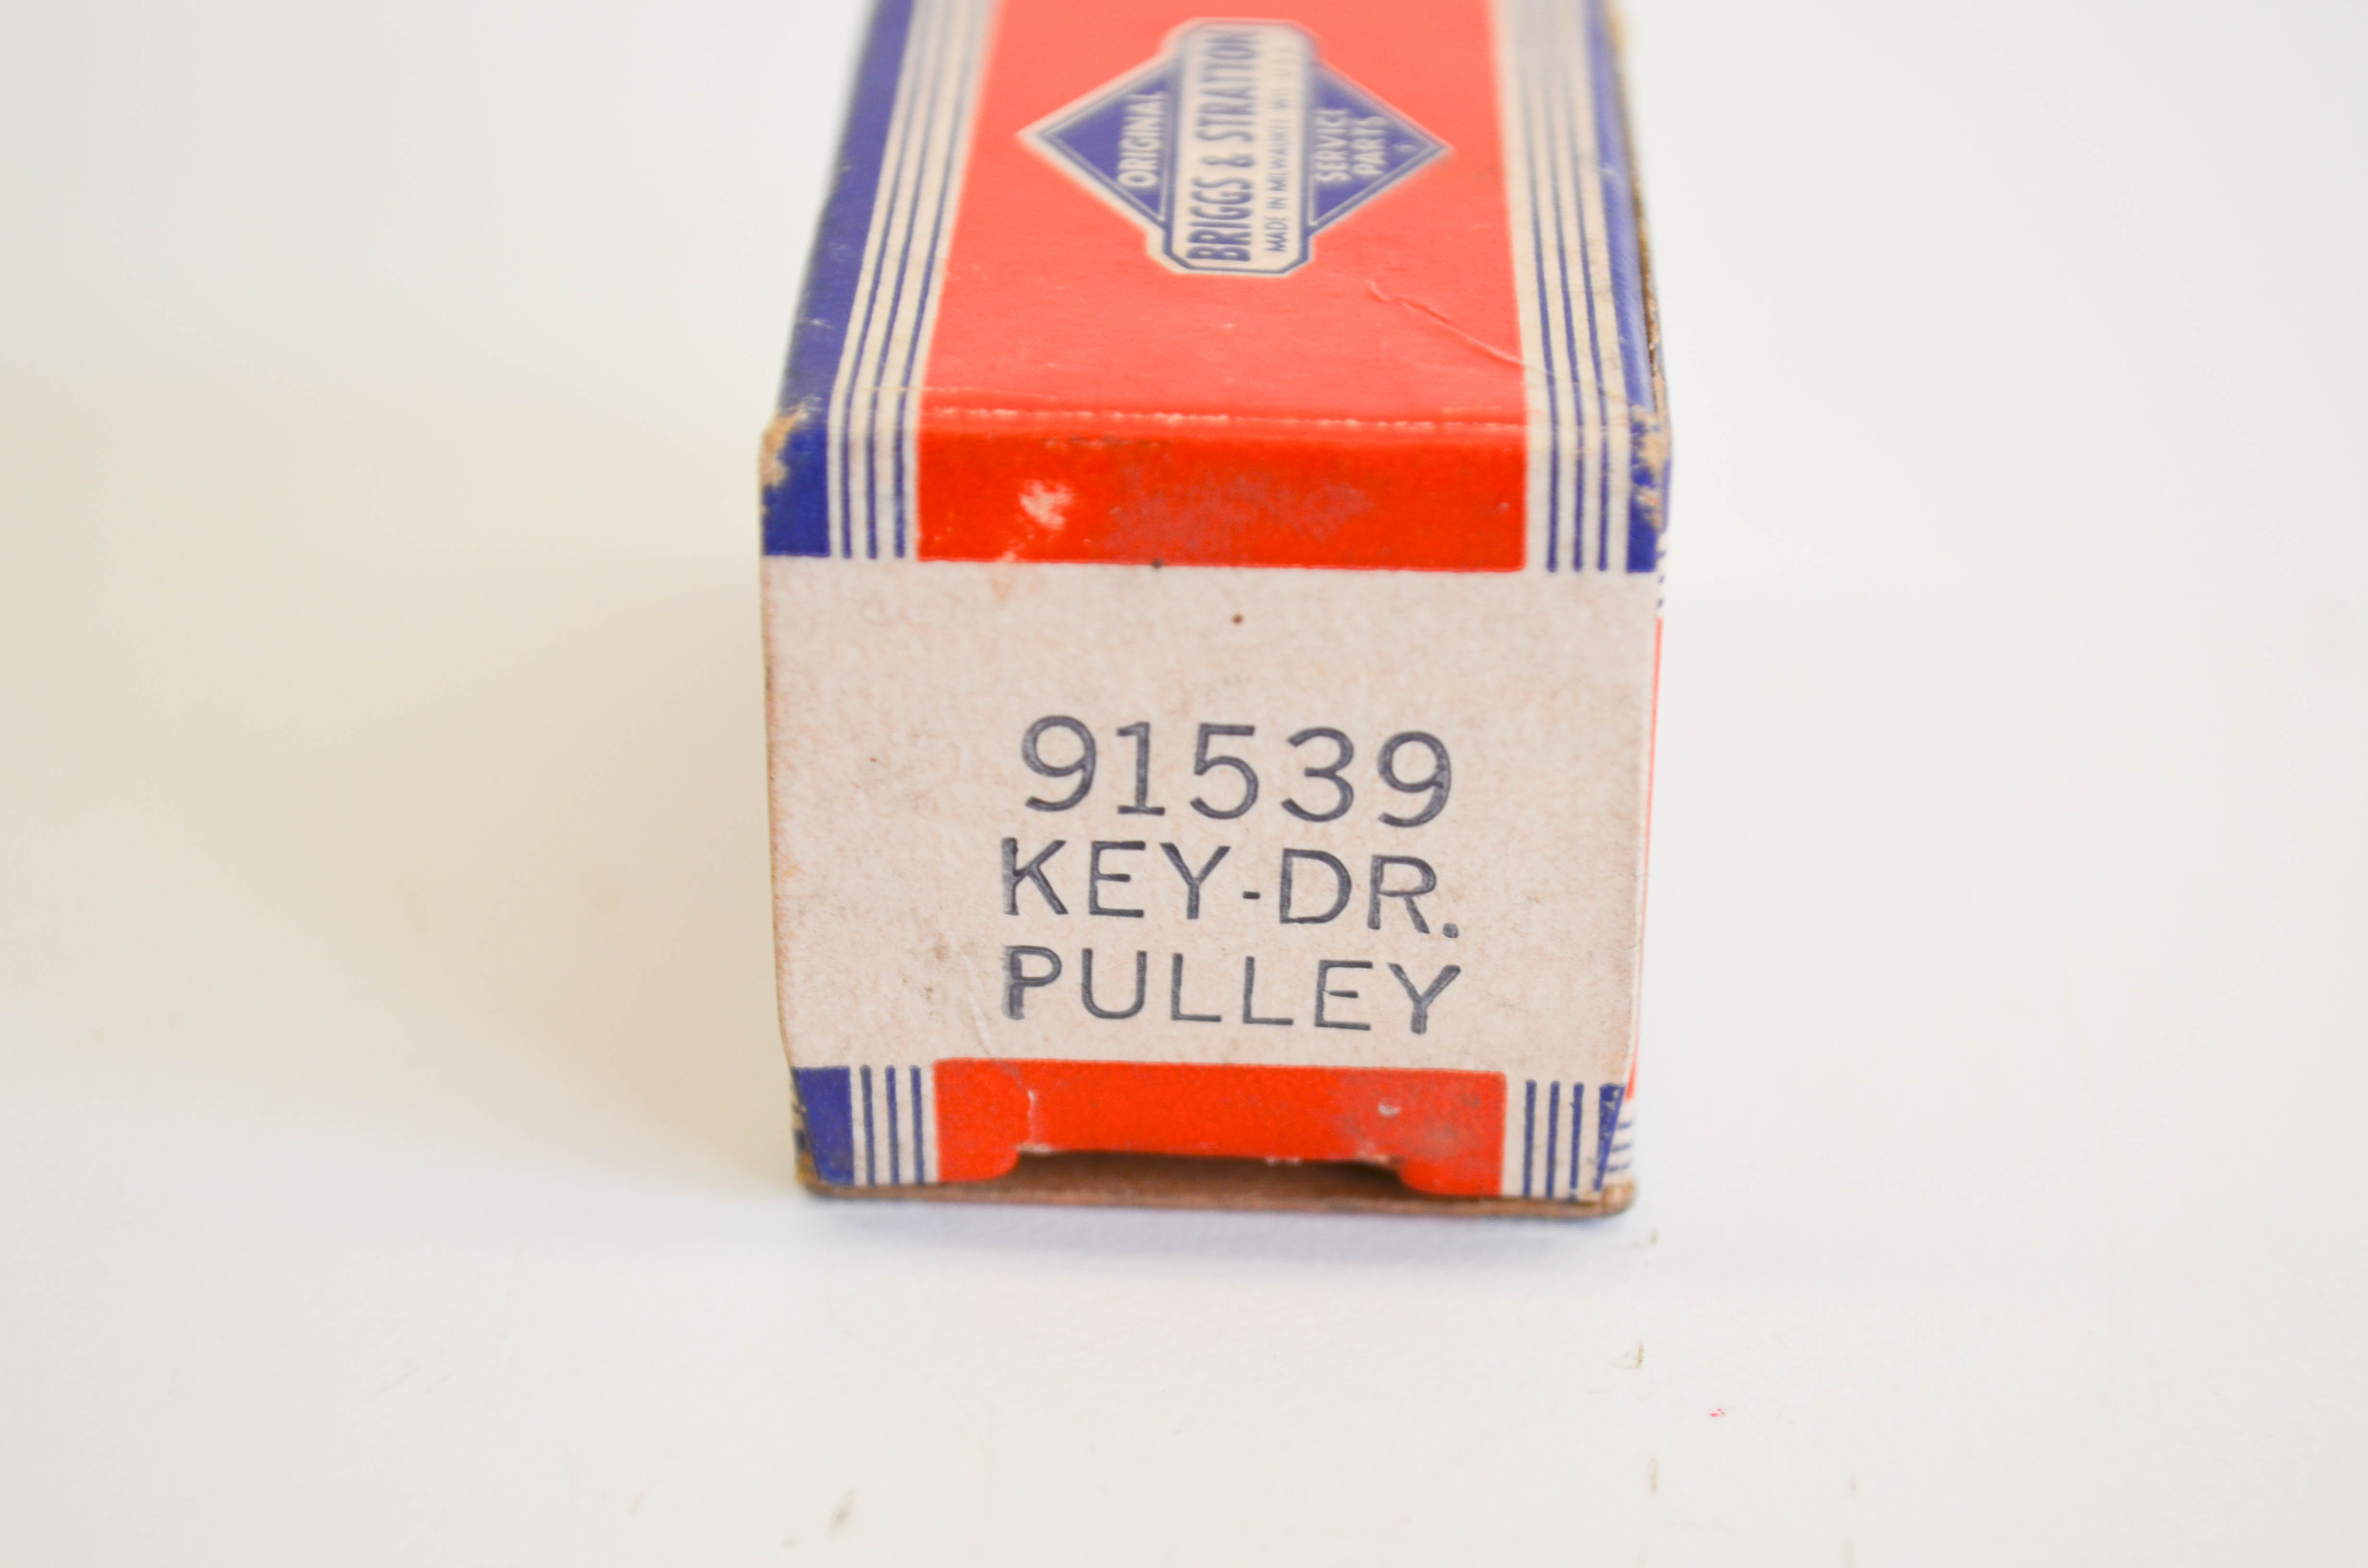 ORIGINAL
BRIGGS & STRATTON
MADE IN MILWAUKEE WIS. U.S.A.
SERVICE
PARTS
91539
KEY-DR.
PULLEY